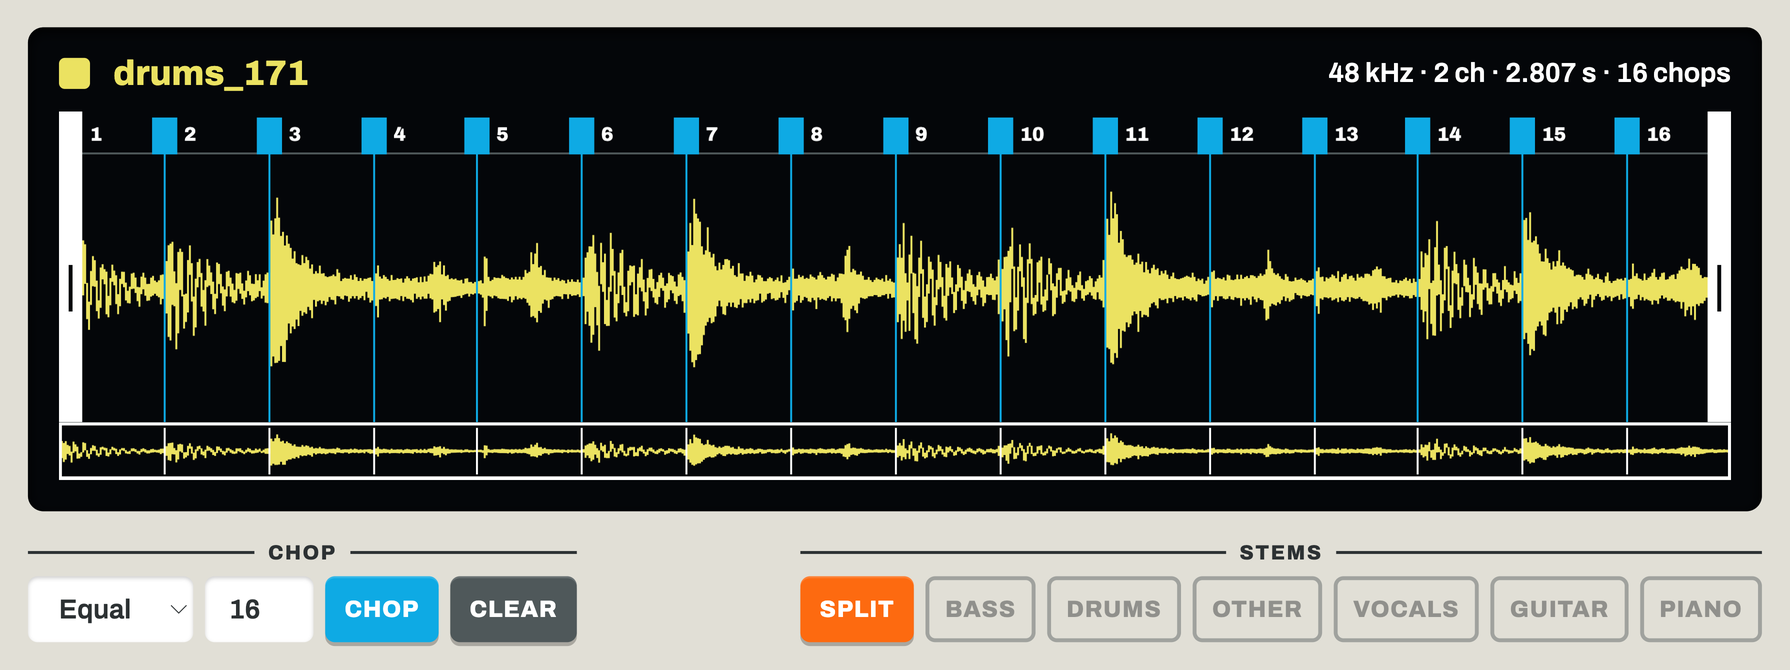 drums_171
48 kHz · 2 ch · 2.807 s · 16 chops
1 2 3 4 5 6 7 8 9 10 11 12 13 14 15 16
CHOP
Equal 16 CHOP CLEAR
STEMS
SPLIT BASS DRUMS OTHER VOCALS GUITAR PIANO